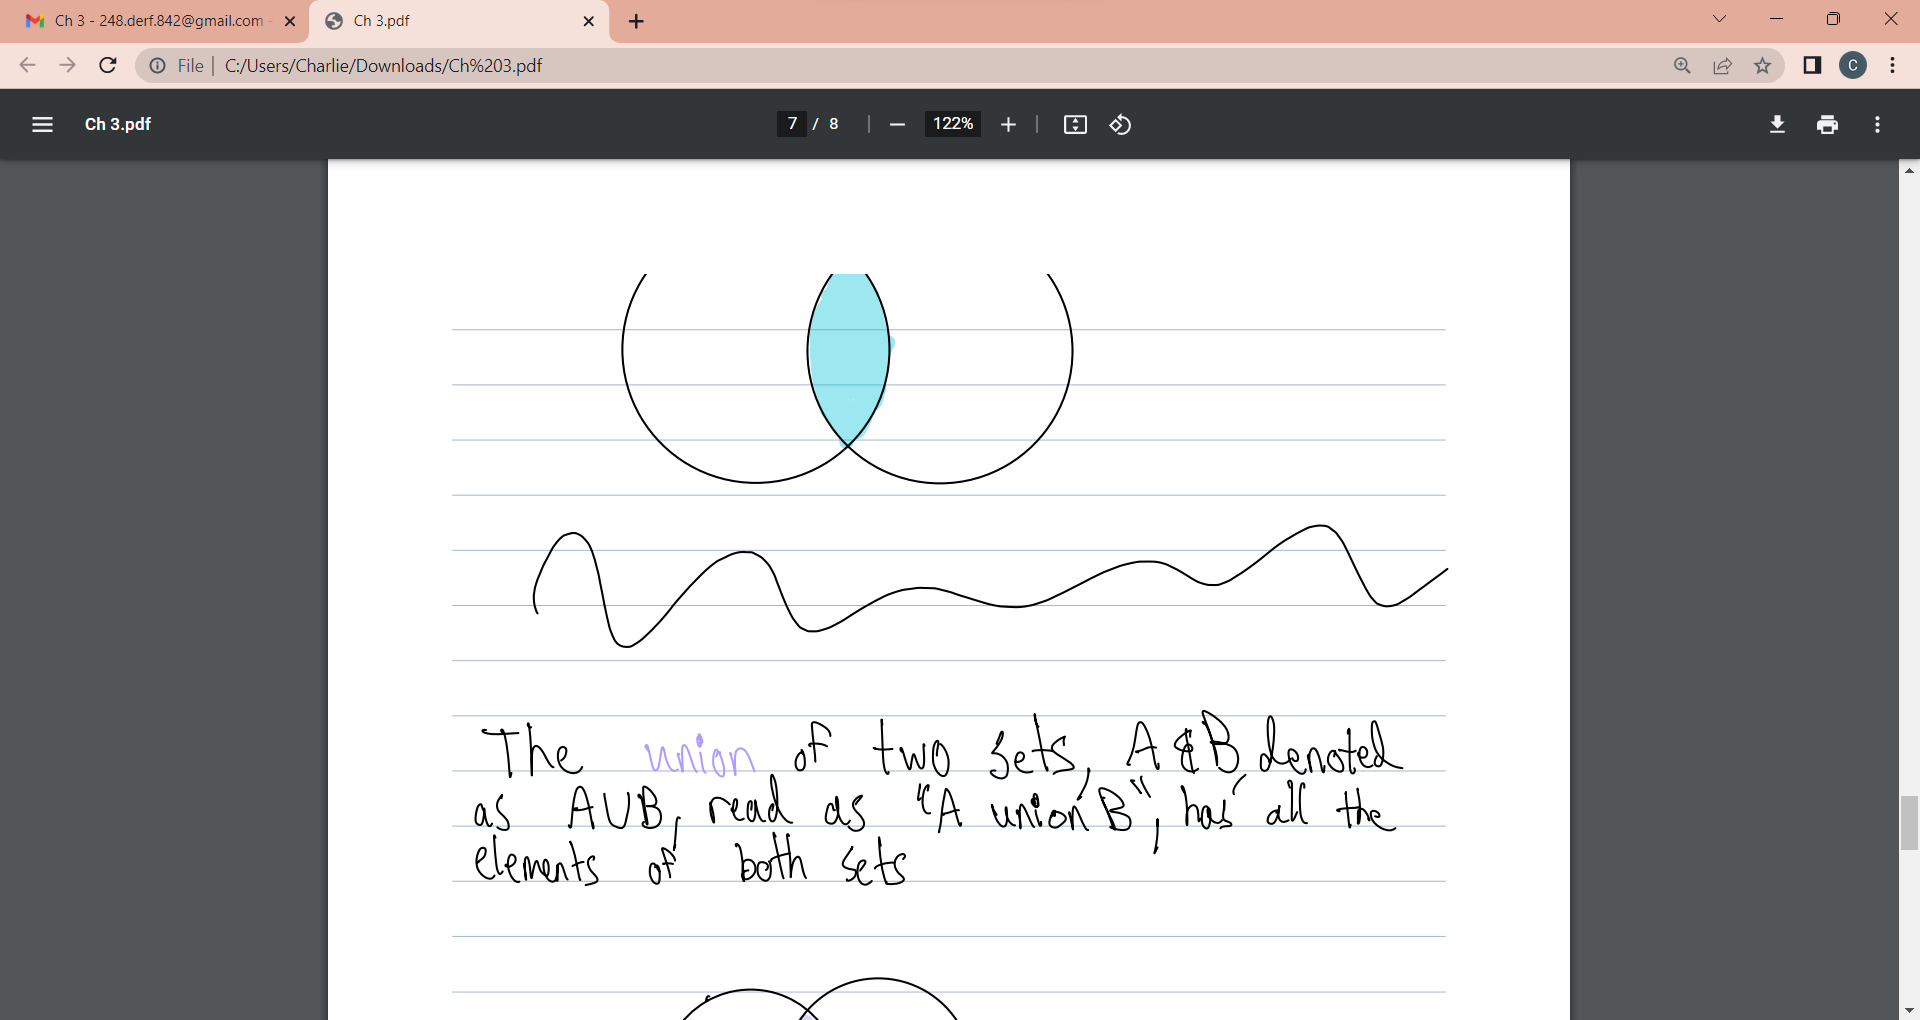 Ch 3 - 248.derf.842@gmail.com -
Ch 3.pdf
File | C:/Users/Charlie/Downloads/Ch%203.pdf
C
Ch 3.pdf
7 / 8 | − 122% + |
The union of two sets, A & B, denoted
as A∪B, read as "A union B", has all the
elements of both sets